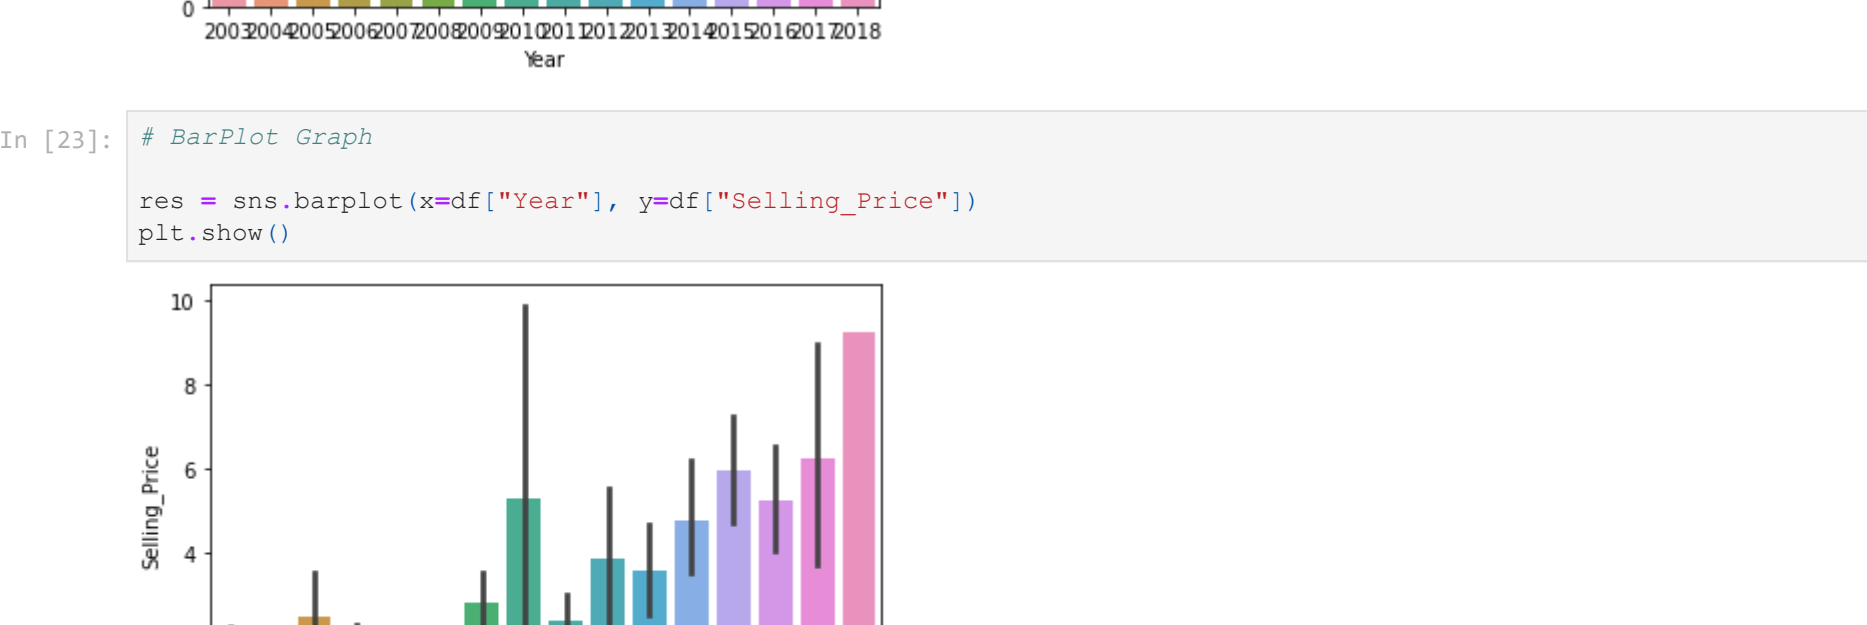 0
2003 2004 2005 2006 2007 2008 2009 2010 2011 2012 2013 2014 2015 2016 2017 2018
Year
In [23]:
# BarPlot Graph
res = sns.barplot(x=df["Year"], y=df["Selling_Price"])
plt.show()
10
8
6
4
Selling_Price